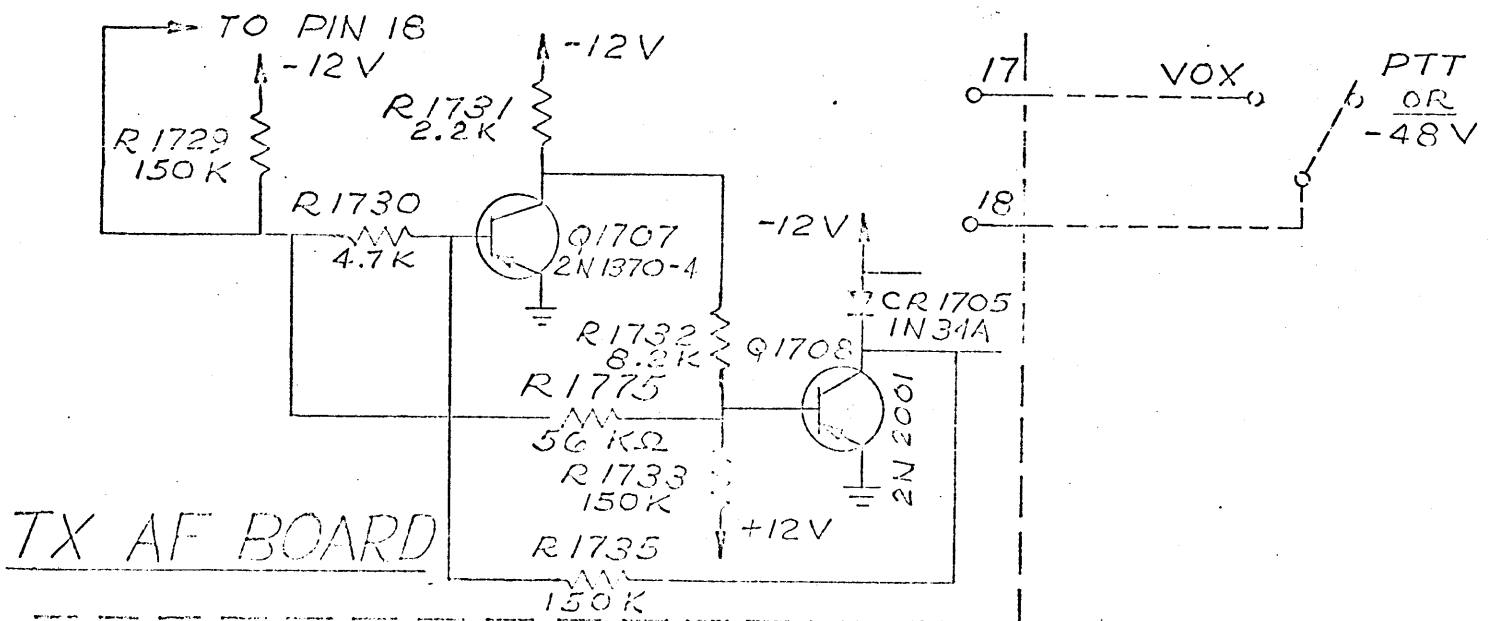 TO PIN 18
-12V
-12V
R1731
2.2K
R1729
150K
R1730
4.7K
Q1707
2N1370-4
17
VOX
PTT
OR
-48V
18
-12V
CR1705
1N34A
R1732
8.2K
Q1708
2N2001
R1775
56 KΩ
R1733
150K
+12V
TX AF BOARD
R1735
150K